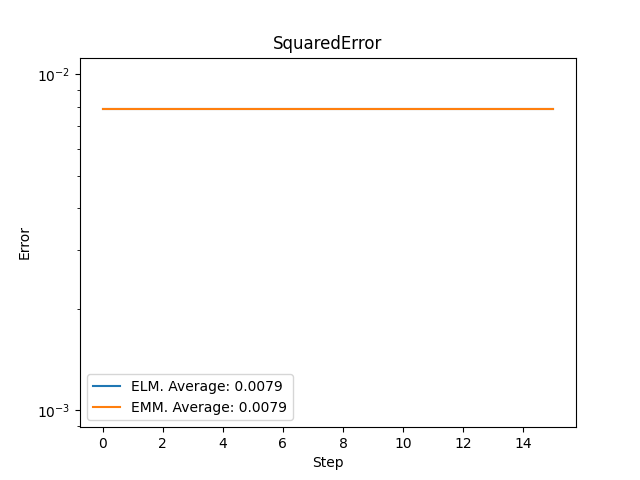 SquaredError
10⁻²
Error
10⁻³
ELM. Average: 0.0079
EMM. Average: 0.0079
0 2 4 6 8 10 12 14
Step